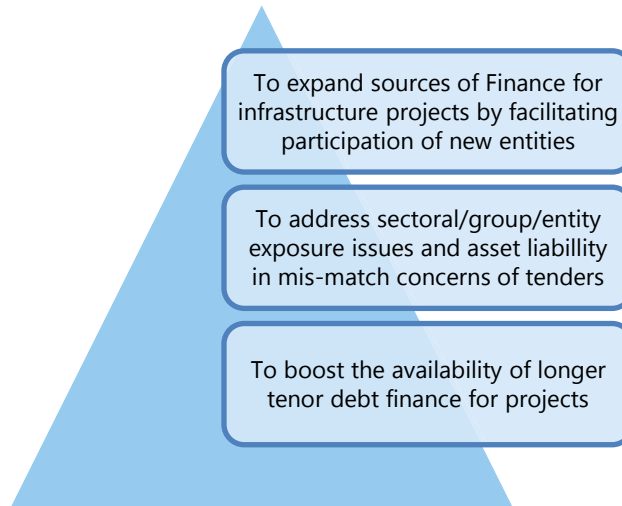 To expand sources of Finance for
infrastructure projects by facilitating
participation of new entities
To address sectoral/group/entity
exposure issues and asset liabillity
in mis-match concerns of tenders
To boost the availability of longer
tenor debt finance for projects